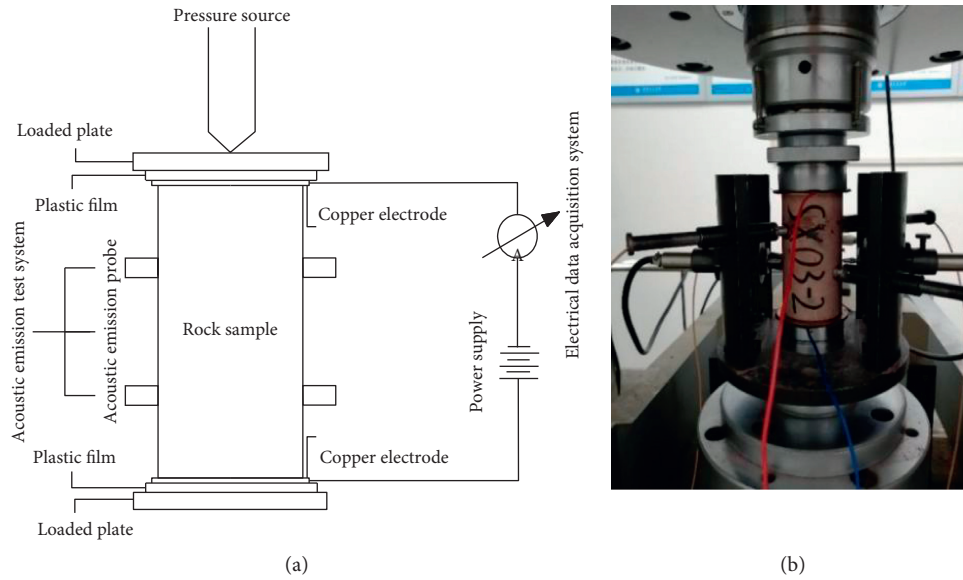 Pressure source
Loaded plate
Plastic film
Copper electrode
Acoustic emission test system
Acoustic emission probe
Rock sample
A
Power supply
Electrical data acquisition system
Plastic film
Copper electrode
Loaded plate
SX03-2
(a)
(b)